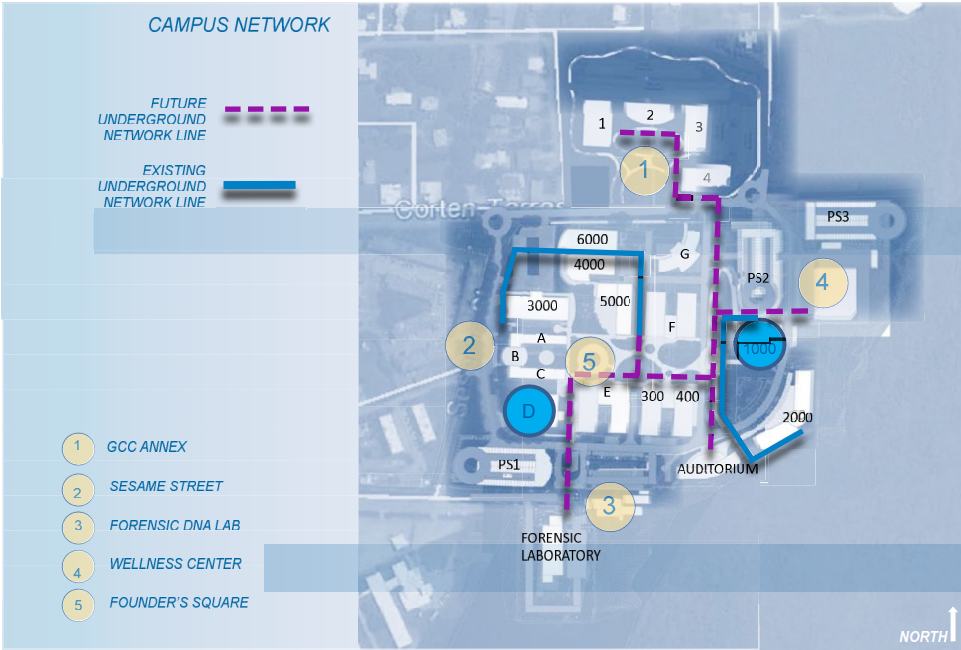 CAMPUS NETWORK
FUTURE
UNDERGROUND
NETWORK LINE
EXISTING
UNDERGROUND
NETWORK LINE
1 GCC ANNEX
2 SESAME STREET
3 FORENSIC DNA LAB
4 WELLNESS CENTER
5 FOUNDER'S SQUARE
1
2
3
1
4
Corten Torres
PS3
6000
G
4000
PS2
4
3000
5000
F
A
2
B
5
1000
C
E
300
400
D
2000
PS1
AUDITORIUM
3
FORENSIC
LABORATORY
NORTH